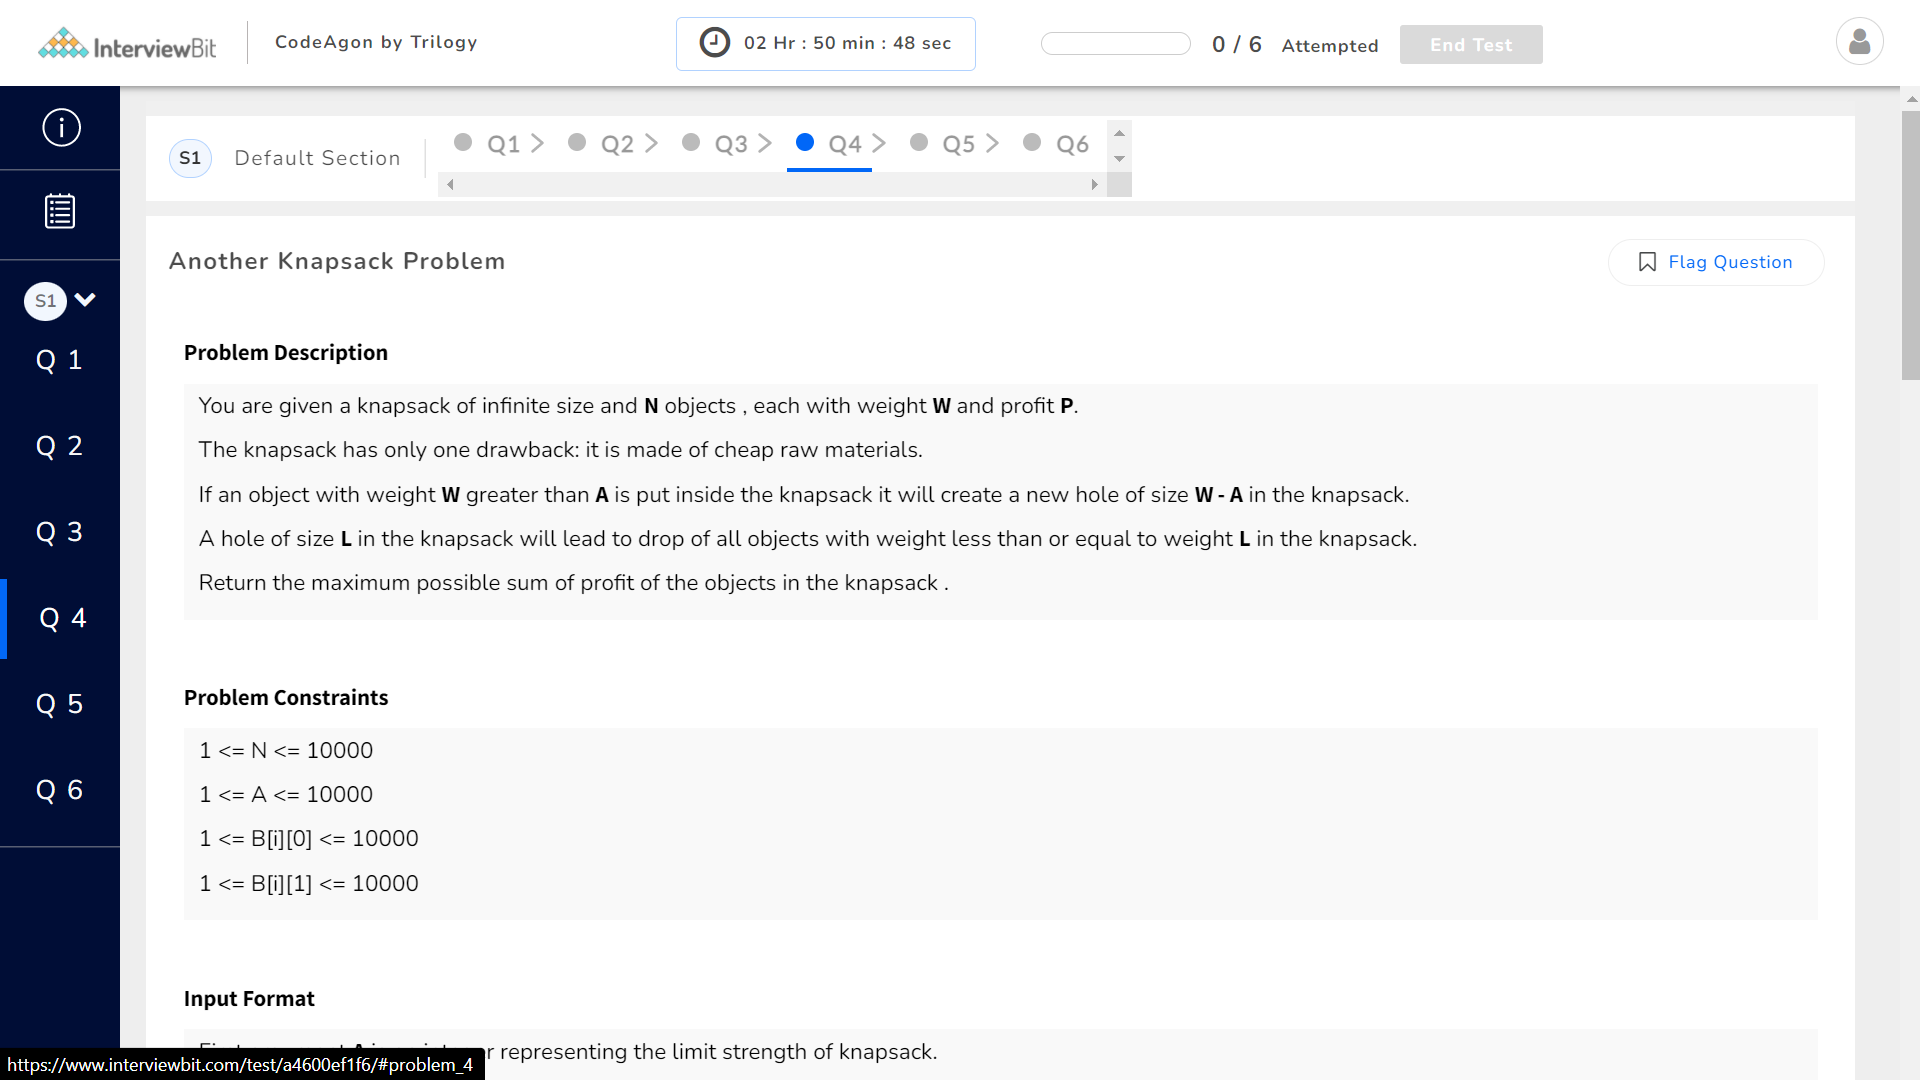 InterviewBit
CodeAgon by Trilogy
02 Hr : 50 min : 48 sec
0 / 6 Attempted
End Test
S1
Default Section
Q1
Q2
Q3
Q4
Q5
Q6
S1
Q 1
Q 2
Q 3
Q 4
Q 5
Q 6
Another Knapsack Problem
Flag Question
Problem Description
You are given a knapsack of infinite size and N objects , each with weight W and profit P.
The knapsack has only one drawback: it is made of cheap raw materials.
If an object with weight W greater than A is put inside the knapsack it will create a new hole of size W - A in the knapsack.
A hole of size L in the knapsack will lead to drop of all objects with weight less than or equal to weight L in the knapsack.
Return the maximum possible sum of profit of the objects in the knapsack .
Problem Constraints
1 <= N <= 10000
1 <= A <= 10000
1 <= B[i][0] <= 10000
1 <= B[i][1] <= 10000
Input Format
representing the limit strength of knapsack.
https://www.interviewbit.com/test/a4600ef1f6/#problem_4